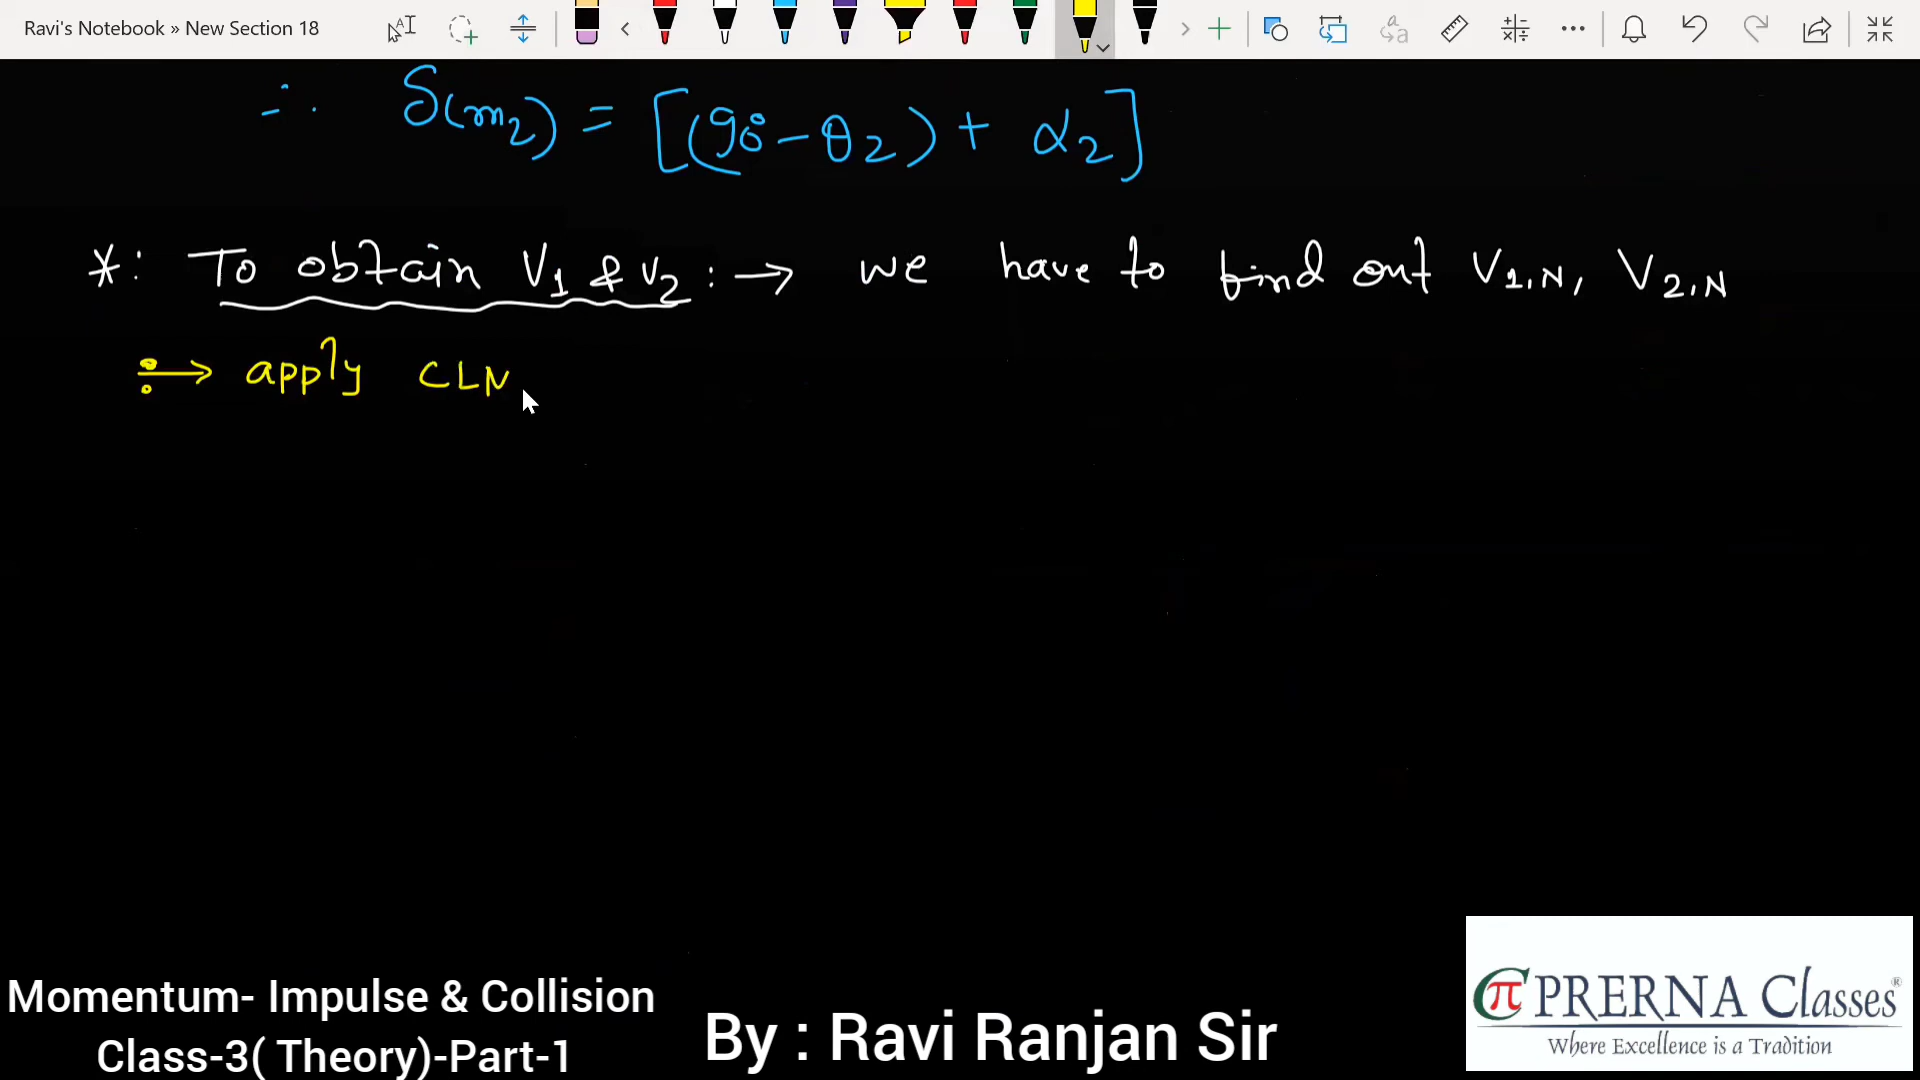 Ravi's Notebook » New Section 18
∴ δ(m₂) = [(90° - θ₂) + α₂]
*: To obtain V₁ & V₂ : → we have to find out V₁,N, V₂,N
apply CLN
Momentum- Impulse & Collision
Class-3( Theory)-Part-1
By : Ravi Ranjan Sir
π PRERNA Classes®
Where Excellence is a Tradition